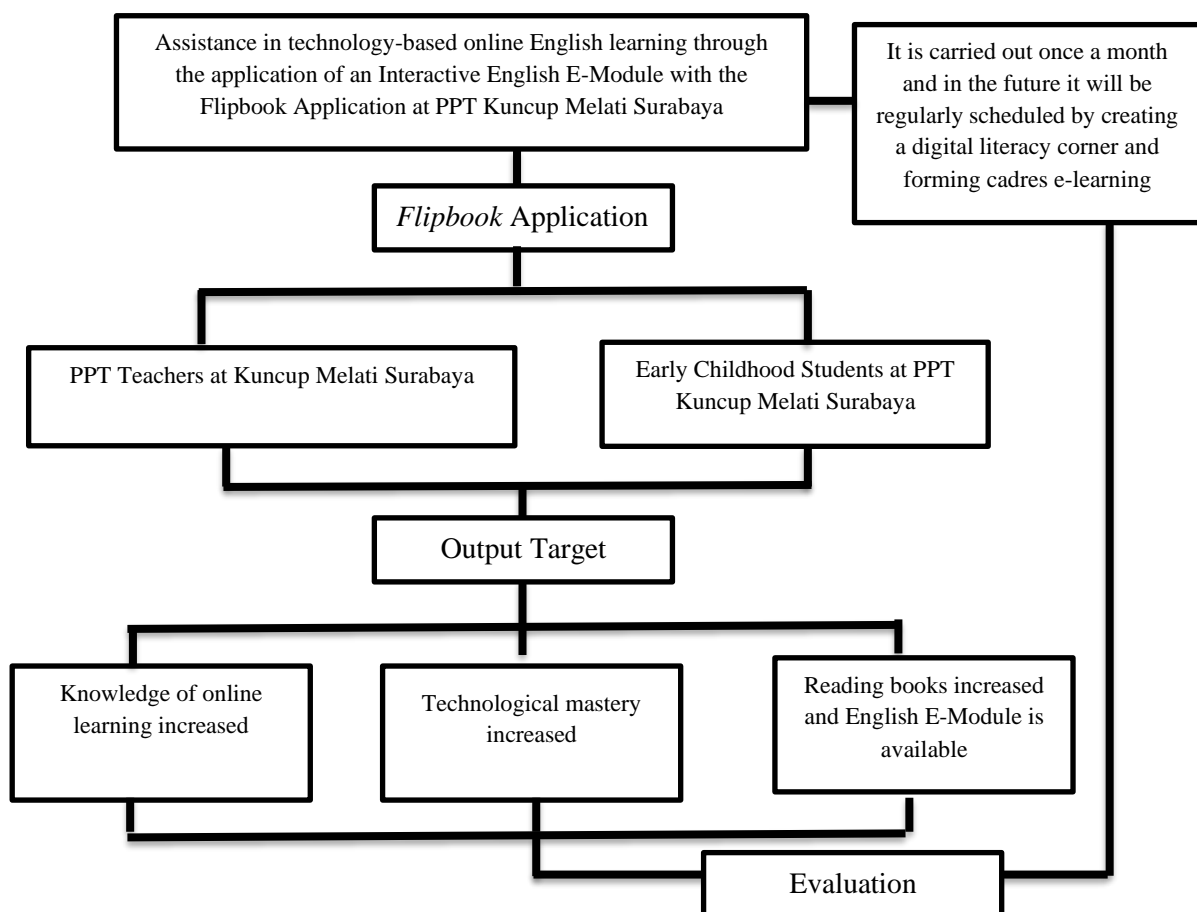 Assistance in technology-based online English learning through
the application of an Interactive English E-Module with the
Flipbook Application at PPT Kuncup Melati Surabaya
It is carried out once a month
and in the future it will be
regularly scheduled by creating
a digital literacy corner and
forming cadres e-learning
Flipbook Application
PPT Teachers at Kuncup Melati Surabaya
Early Childhood Students at PPT
Kuncup Melati Surabaya
Output Target
Knowledge of online
learning increased
Technological mastery
increased
Reading books increased
and English E-Module is
available
Evaluation